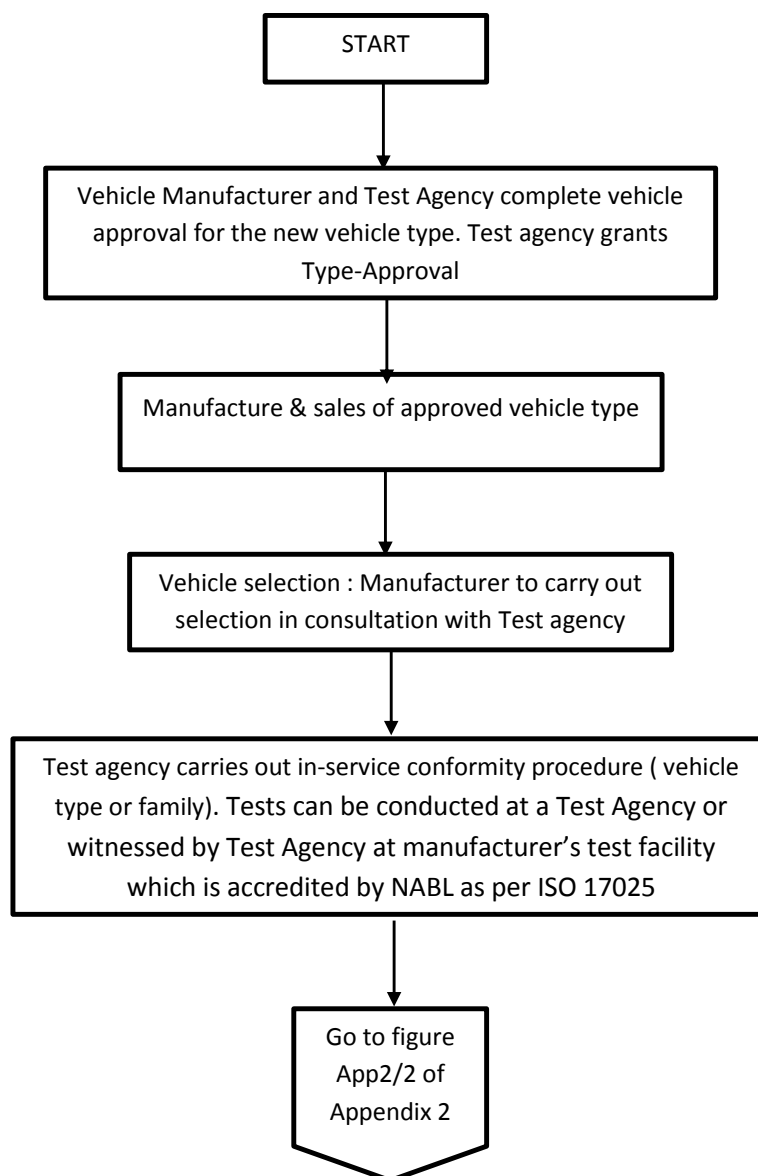 START
Vehicle Manufacturer and Test Agency complete vehicle
approval for the new vehicle type. Test agency grants
Type-Approval
Manufacture & sales of approved vehicle type
Vehicle selection : Manufacturer to carry out
selection in consultation with Test agency
Test agency carries out in-service conformity procedure ( vehicle
type or family). Tests can be conducted at a Test Agency or
witnessed by Test Agency at manufacturer’s test facility
which is accredited by NABL as per ISO 17025
Go to figure
App2/2 of
Appendix 2